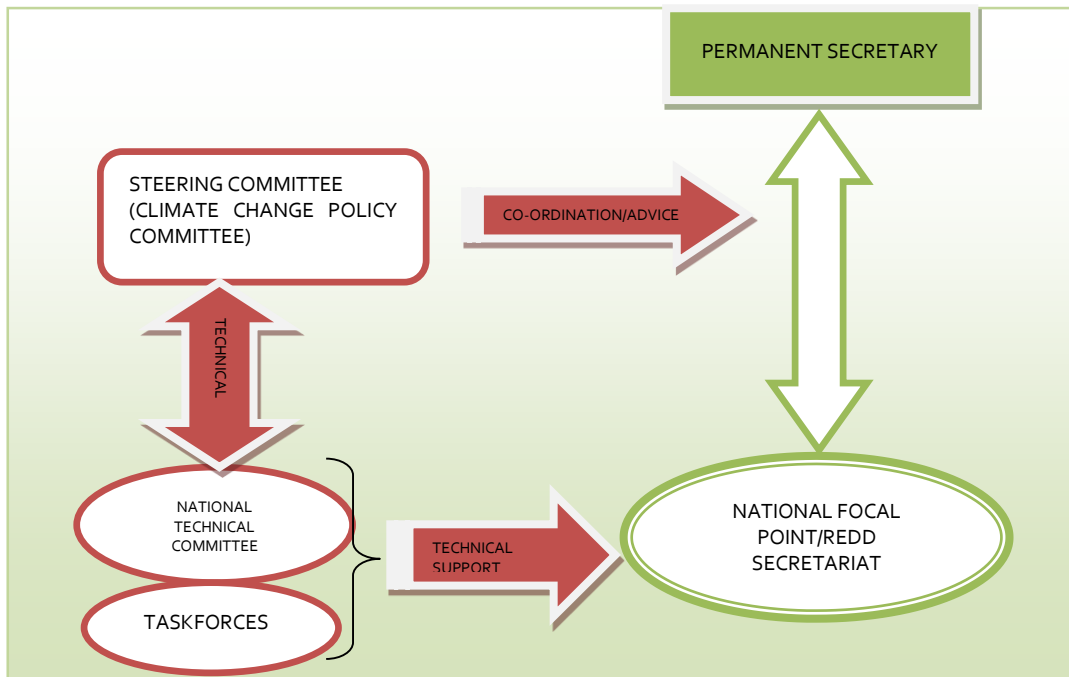 PERMANENT SECRETARY
STEERING COMMITTEE
(CLIMATE CHANGE POLICY
COMMITTEE)
CO-ORDINATION/ADVICE
TECHNICAL
NATIONAL
TECHNICAL
COMMITTEE
TECHNICAL
SUPPORT
NATIONAL FOCAL
POINT/REDD
SECRETARIAT
TASKFORCES